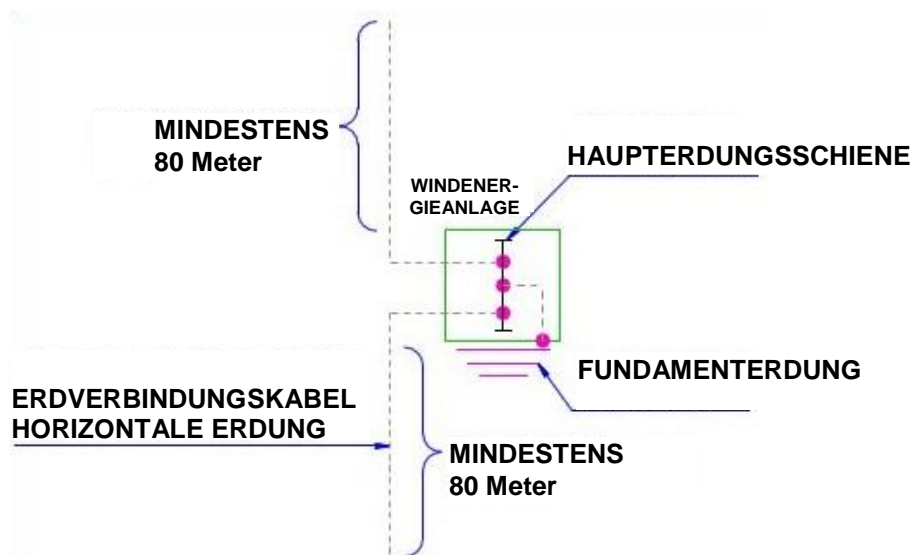 MINDESTENS
80 Meter
HAUPTERDUNGSSCHIENE
WINDENER-
GIEANLAGE
FUNDAMENTERDUNG
ERDVERBINDUNGSKABEL
HORIZONTALE ERDUNG
MINDESTENS
80 Meter